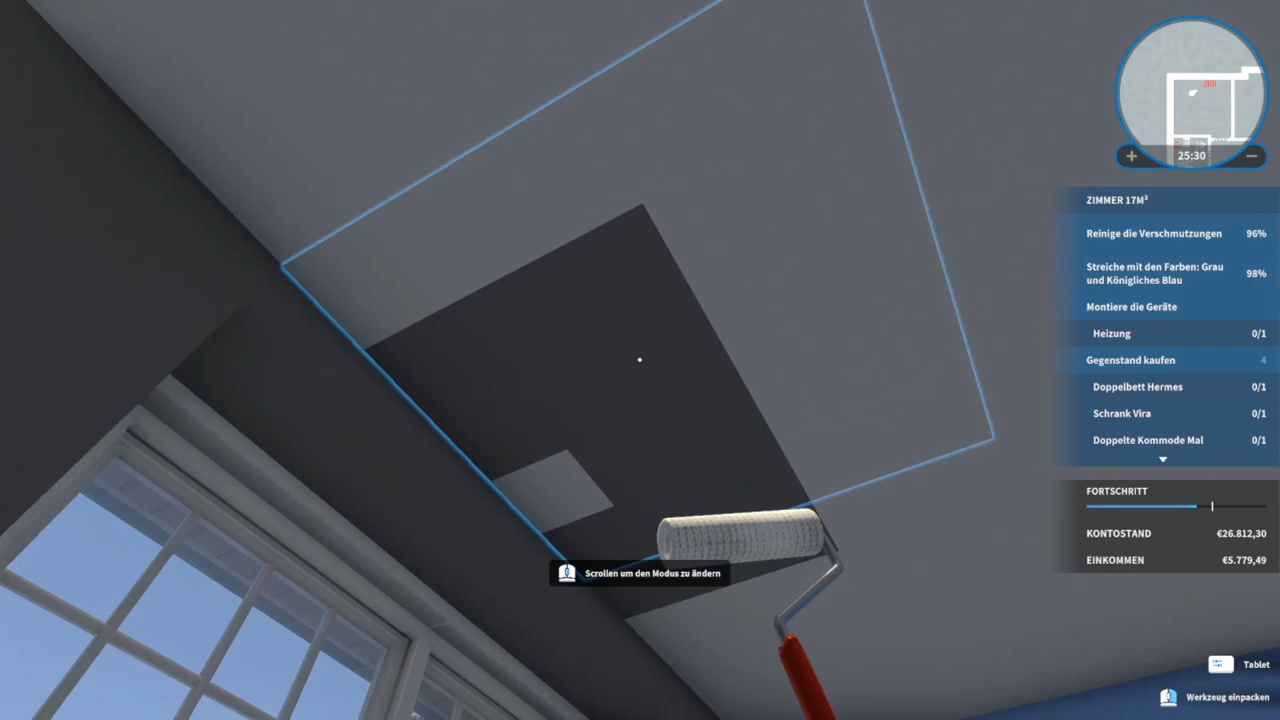 +
25:30
−
ZIMMER 17M²
Reinige die Verschmutzungen 96%
Streiche mit den Farben: Grau
und Königliches Blau 98%
Montiere die Geräte
Heizung 0/1
Gegenstand kaufen 4
Doppelbett Hermes 0/1
Schrank Vira 0/1
Doppelte Kommode Mal 0/1
FORTSCHRITT
KONTOSTAND €26.812,30
EINKOMMEN €5.779,49
Scrollen um den Modus zu ändern
Tablet
Werkzeug einpacken